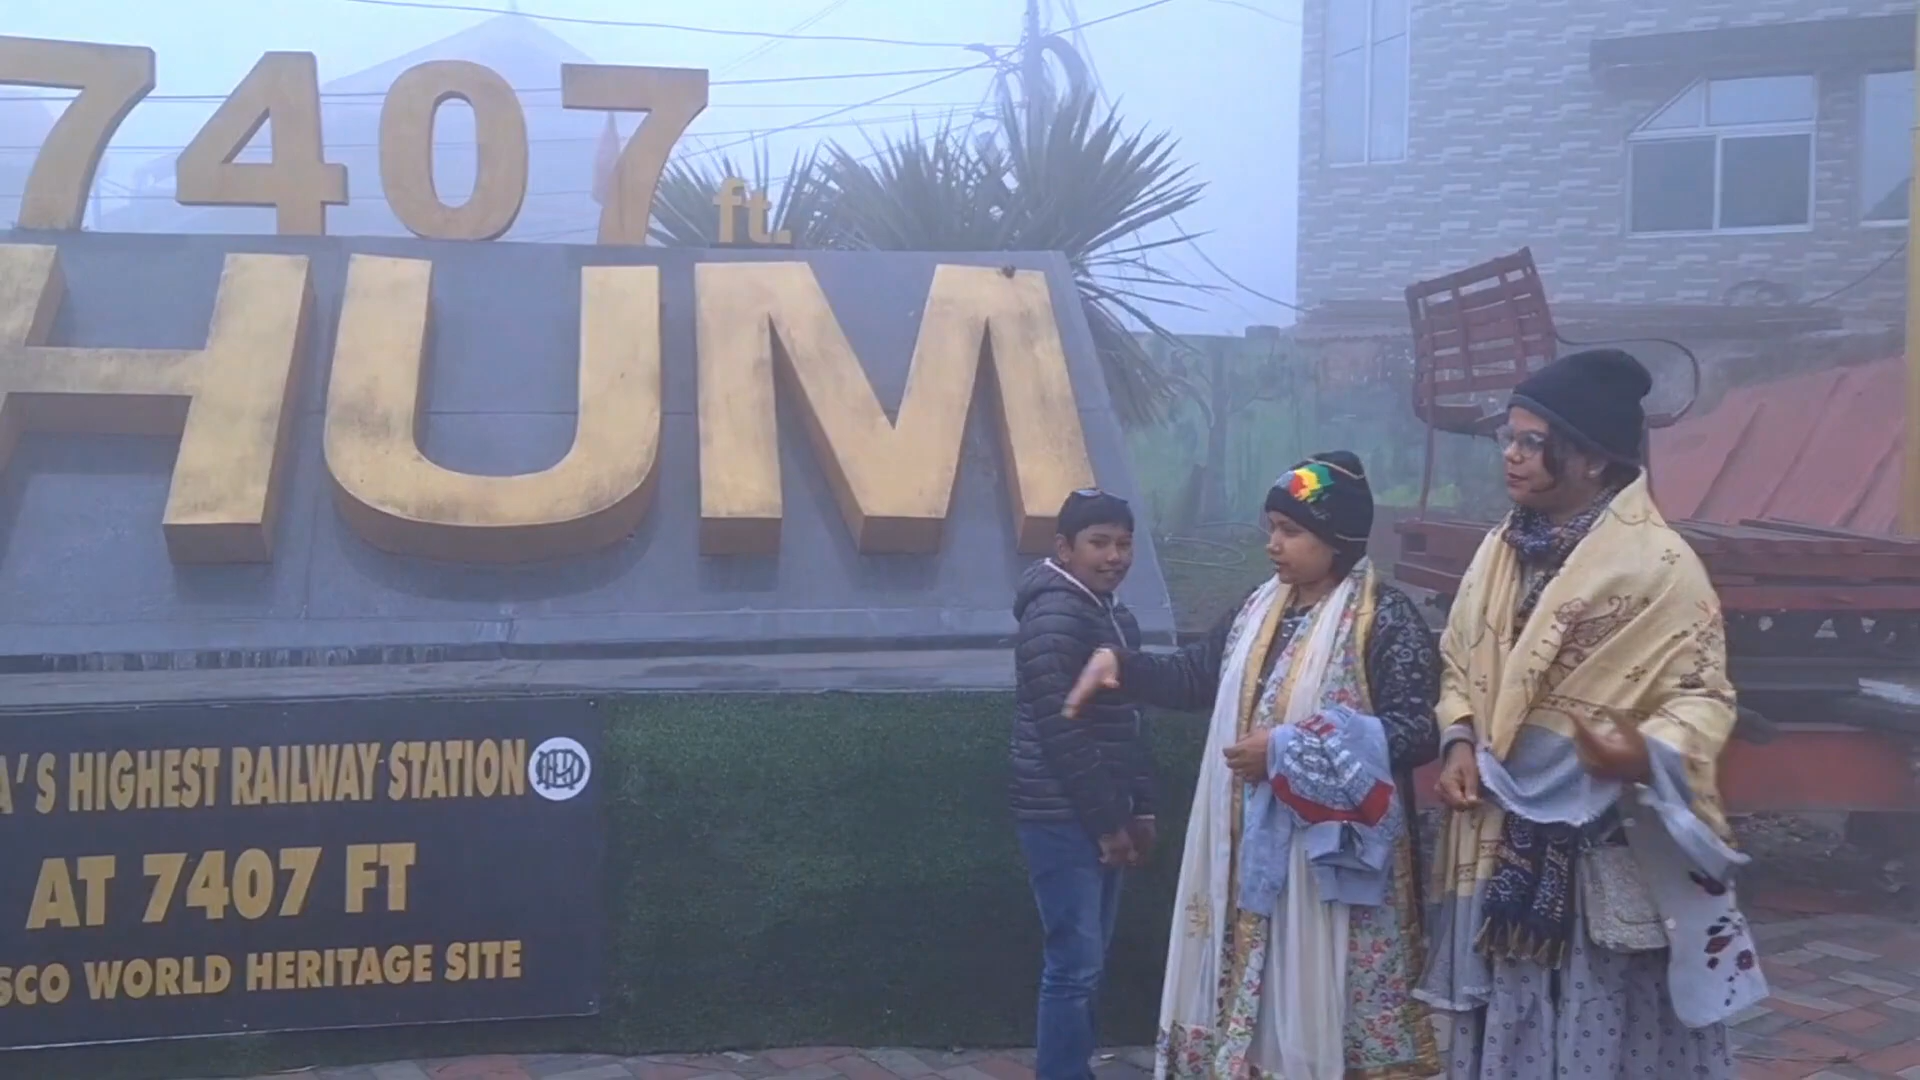 7407 ft.
HUM
A'S HIGHEST RAILWAY STATION
AT 7407 FT
SCO WORLD HERITAGE SITE